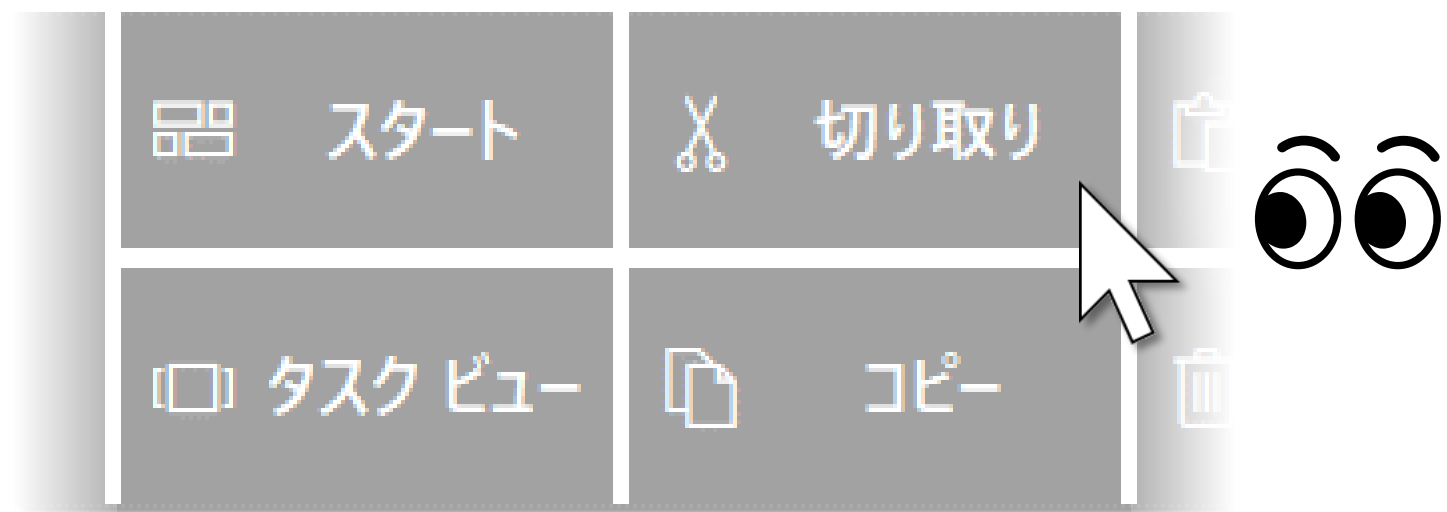 スタート
切り取り
タスク ビュー
コピー